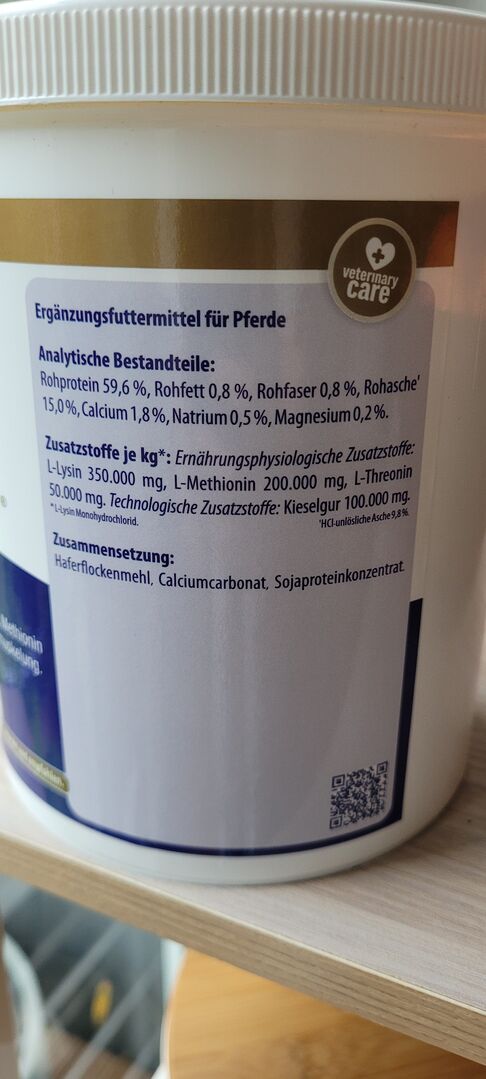 veterinary
care
Ergänzungsfuttermittel für Pferde
Analytische Bestandteile:
Rohprotein 59,6 %, Rohfett 0,8 %, Rohfaser 0,8 %, Rohasche¹
15,0%, Calcium 1,8%, Natrium 0,5%, Magnesium 0,2%.
Zusatzstoffe je kg*: Ernährungsphysiologische Zusatzstoffe:
L-Lysin 350.000 mg, L-Methionin 200.000 mg, L-Threonin
50.000 mg. Technologische Zusatzstoffe: Kieselgur 100.000 mg.
*L-Lysin Monohydrochlorid. ¹HCl-unlösliche Asche 9,8 %.
Zusammensetzung:
Haferflockenmehl, Calciumcarbonat, Sojaproteinkonzentrat.
®
Methionin